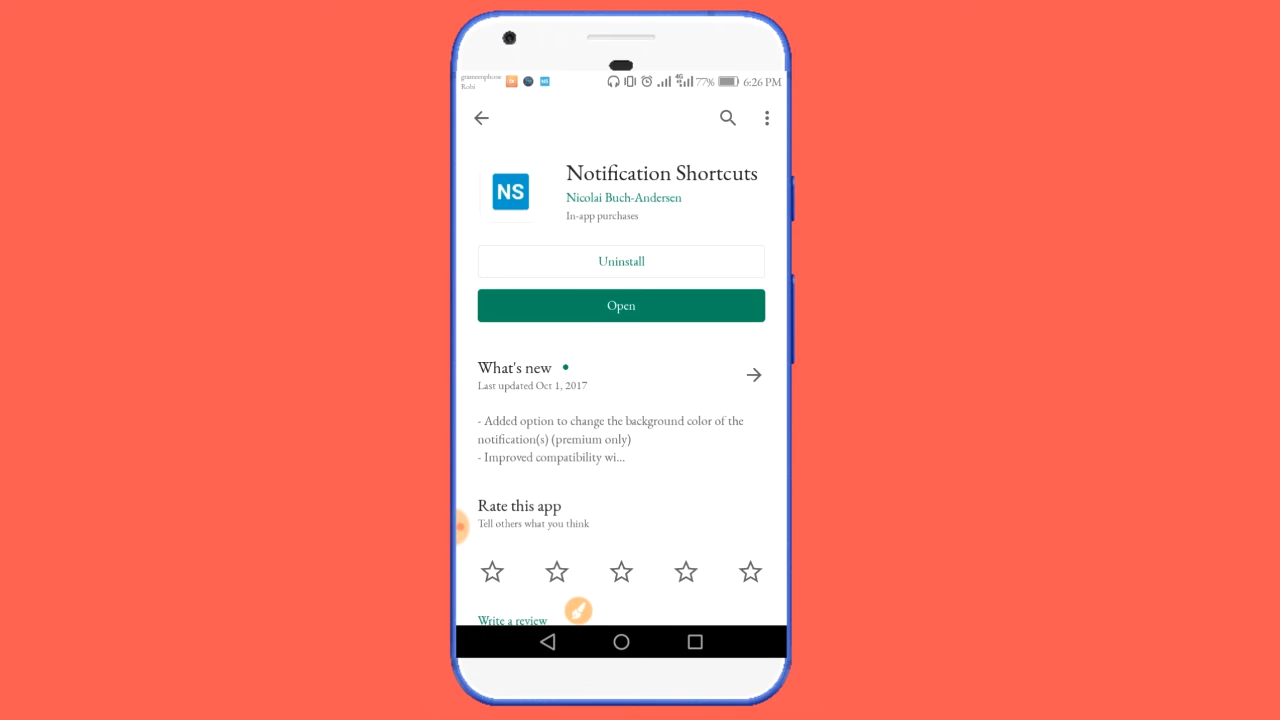 grameenphone
Robi
4G
77%
6:26 PM
NS
Notification Shortcuts
Nicolai Buch-Andersen
In-app purchases
Uninstall
Open
What's new
Last updated Oct 1, 2017
- Added option to change the background color of the
notification(s) (premium only)
- Improved compatibility wi...
Rate this app
Tell others what you think
Write a review